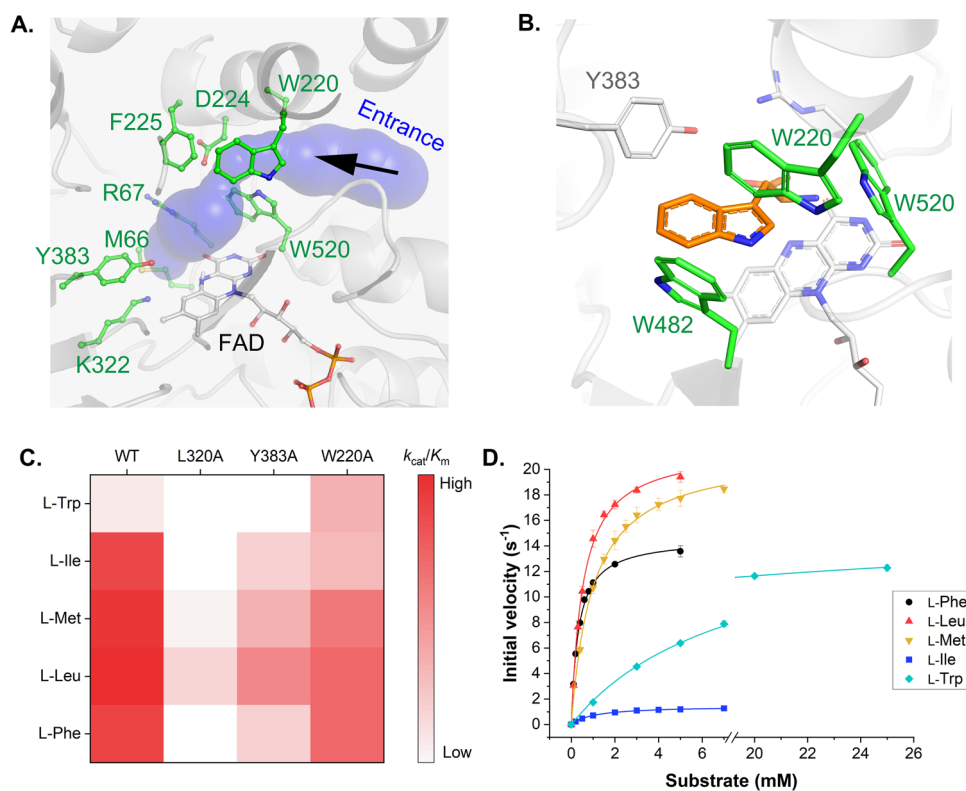 A.
W220
D224
F225
Entrance
R67
M66
W520
Y383
FAD
K322
B.
Y383
W220
W520
W482
C.
WT L320A Y383A W220A kcat/Km
High
L-Trp
L-Ile
L-Met
L-Leu
L-Phe
Low
D.
Initial velocity (s⁻¹)
20
18
16
14
12
10
8
6
4
2
0
0 2 4 6 20 22 24 26
Substrate (mM)
L-Phe
L-Leu
L-Met
L-Ile
L-Trp